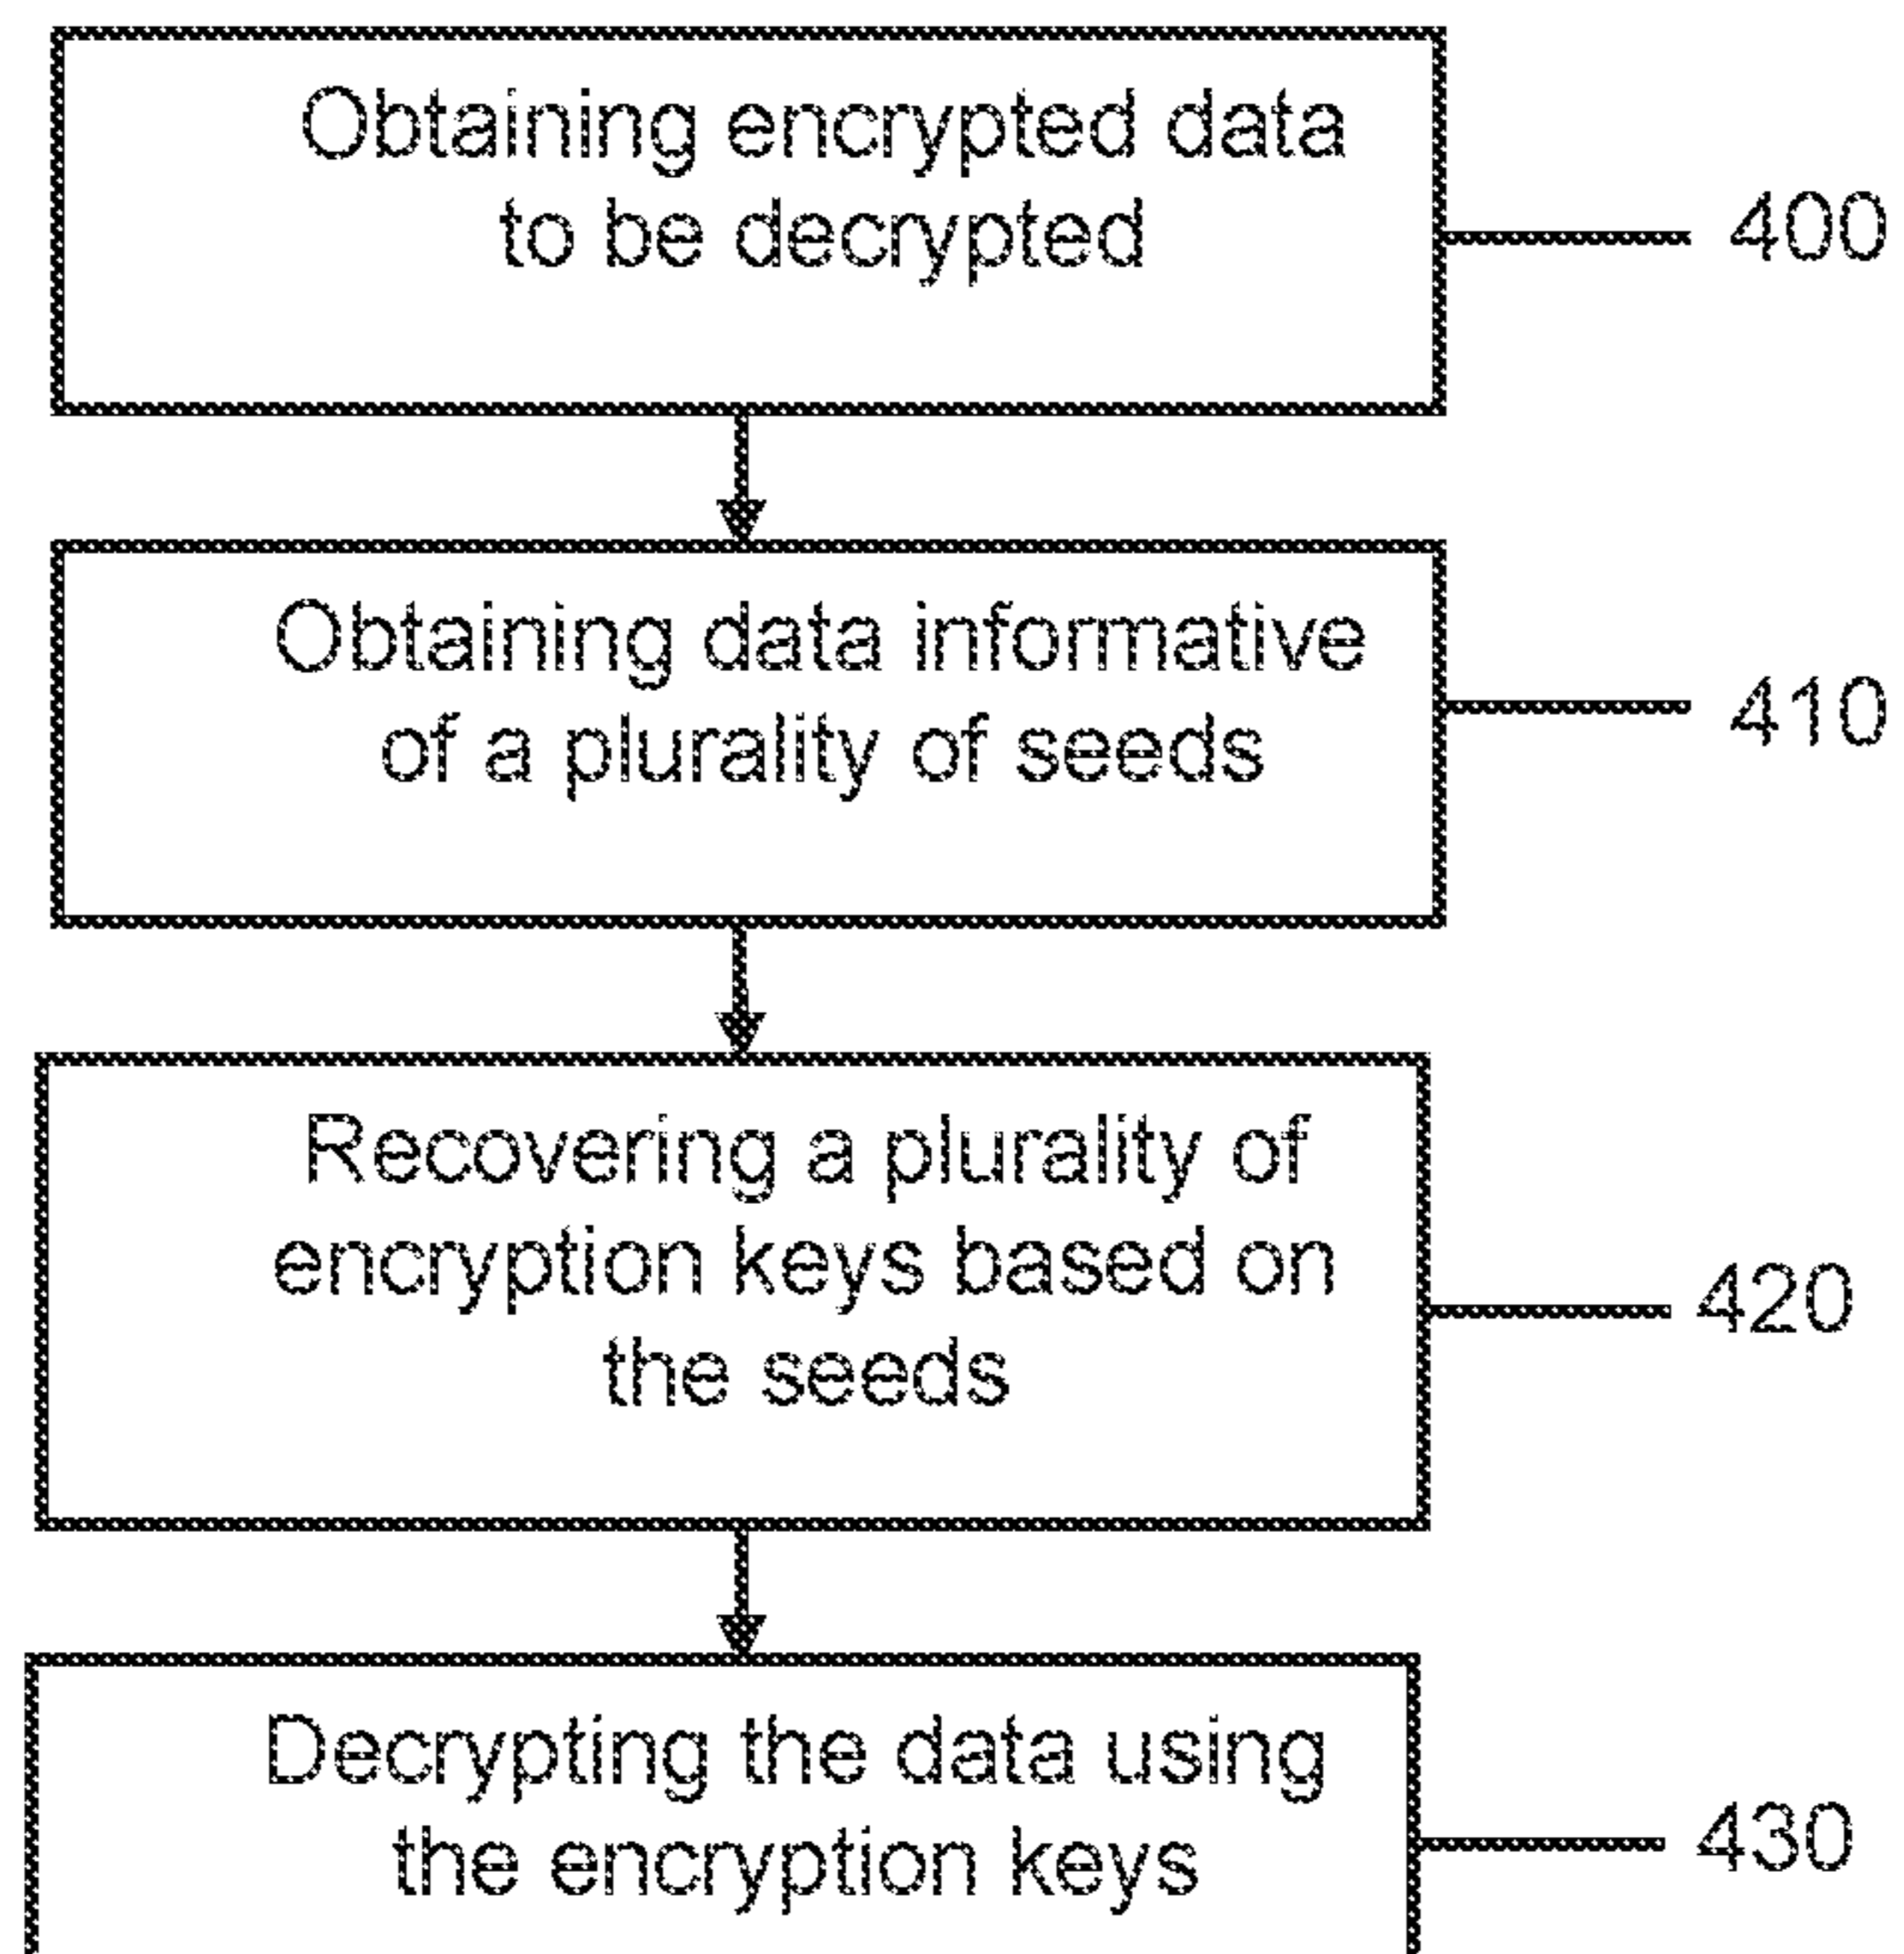 Obtaining encrypted data
to be decrypted
400
Obtaining data informative
of a plurality of seeds
410
Recovering a plurality of
encryption keys based on
the seeds
420
Decrypting the data using
the encryption keys
430